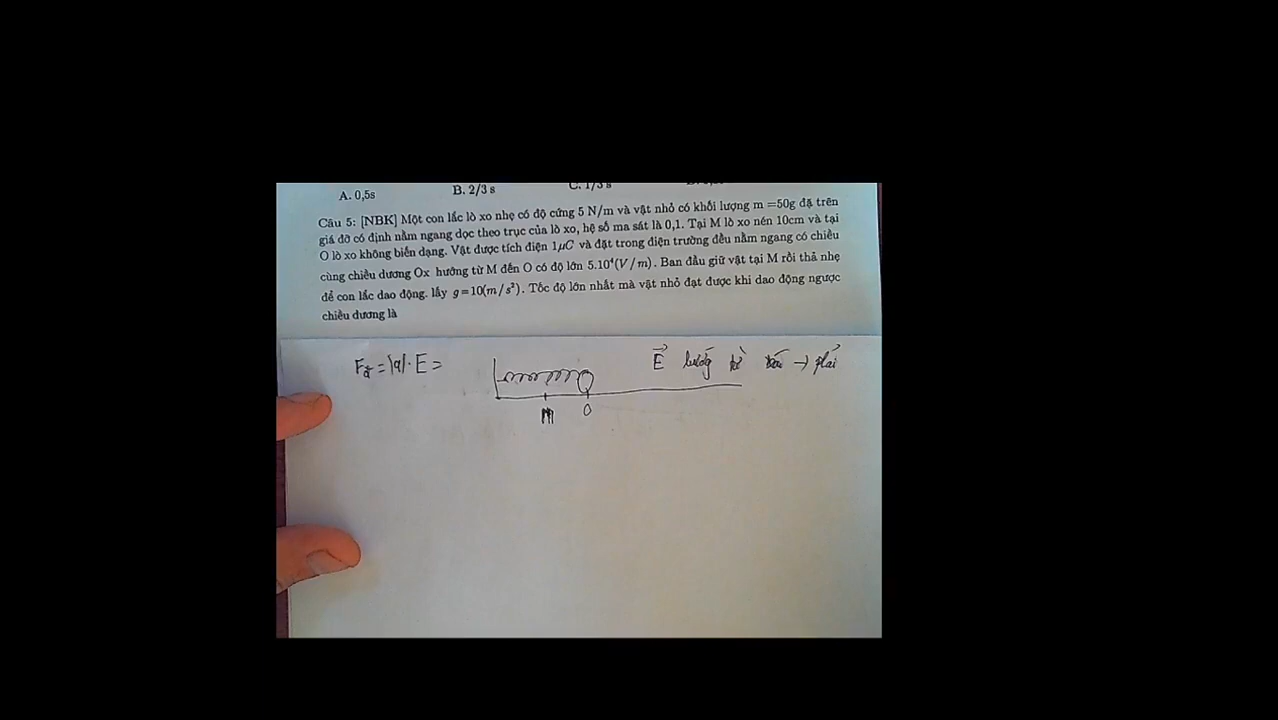 A. 0,5s B. 2/3 s C. 1/3 s
Câu 5: [NBK] Một con lắc lò xo nhẹ có độ cứng 5 N/m và vật nhỏ có khối lượng m =50g đặ trên
giá đỡ có định nằm ngang dọc theo trục của lò xo, hệ số ma sát là 0,1. Tại M lò xo nén 10cm và tại
O lò xo không biến dạng. Vật được tích điện 1μC và đặt trong điện trường đều nằm ngang có chiều
cùng chiều dương Ox hướng từ M đến O có độ lớn 5.10⁴(V/m). Ban đầu giữ vật tại M rồi thả nhẹ
để con lắc dao động. lấy g=10(m/s²). Tốc độ lớn nhất mà vật nhỏ đạt được khi dao động ngược
chiều dương là
Fđ = |q|. E =
E hướng → phải
M O